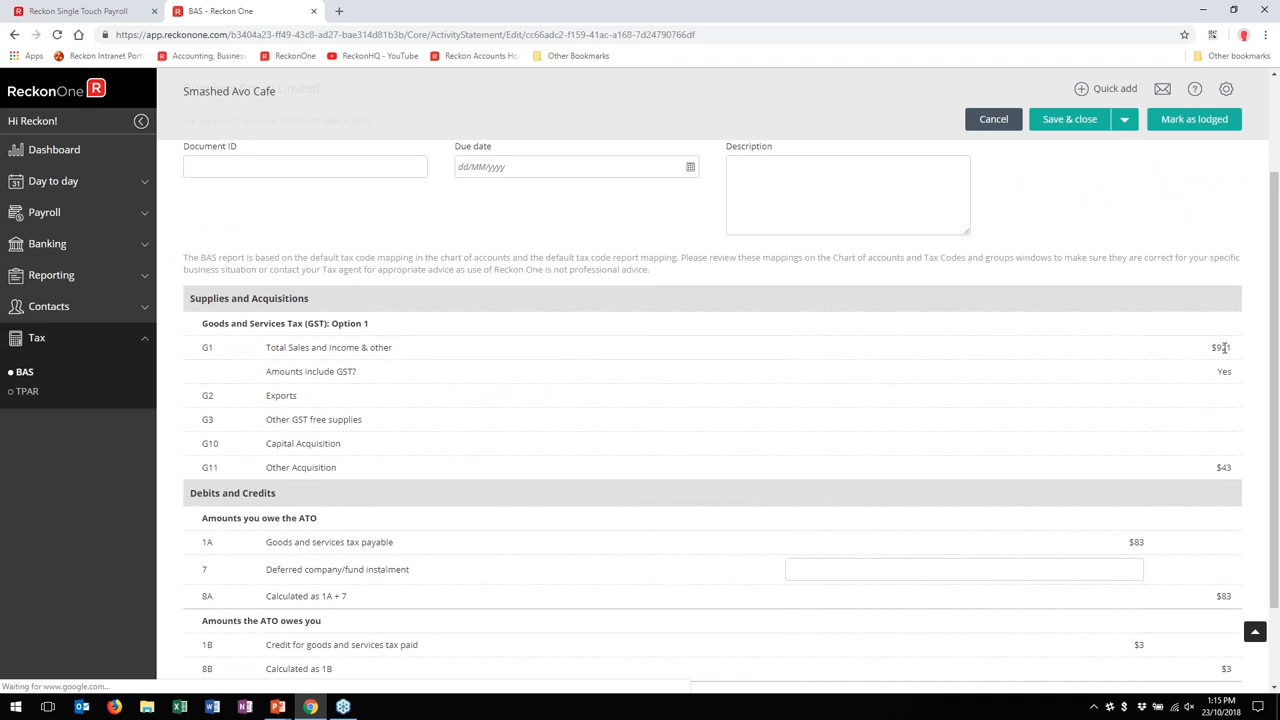 Reckon Single Touch Payroll
BAS - Reckon One
https://app.reckonone.com/b3404a23-ff49-43c8-ad27-bae314d81b3b/Core/ActivityStatement/Edit/cc66adc2-f159-41ac-a168-7d24790766df
Apps
Reckon Intranet Port
Accounting, Business
ReckonOne
YouTube ReckonHQ - YouTube
Reckon Accounts Ho
Other Bookmarks
Other bookmarks
ReckonOne R
Smashed Avo Cafe Limited
Quick add
Hi Reckon!
Cancel
Save & close
Mark as lodged
Dashboard
Day to day
Payroll
Banking
Reporting
Contacts
Tax
BAS
TPAR
Document ID
Due date
dd/MM/yyyy
Description
The BAS report is based on the default tax code mapping in the chart of accounts and the default tax code report mapping. Please review these mappings on the Chart of accounts and Tax Codes and groups windows to make sure they are correct for your specific
business situation or contact your Tax agent for appropriate advice as use of Reckon One is not professional advice.
Supplies and Acquisitions
Goods and Services Tax (GST): Option 1
G1 Total Sales and Income & other
Amounts include GST? Yes
G2 Exports
G3 Other GST free supplies
G10 Capital Acquisition
G11 Other Acquisition $43
Debits and Credits
Amounts you owe the ATO
1A Goods and services tax payable $83
7 Deferred company/fund instalment
8A Calculated as 1A + 7 $83
Amounts the ATO owes you
1B Credit for goods and services tax paid $3
8B Calculated as 1B $3
Waiting for www.google.com...
1:15 PM
23/10/2018